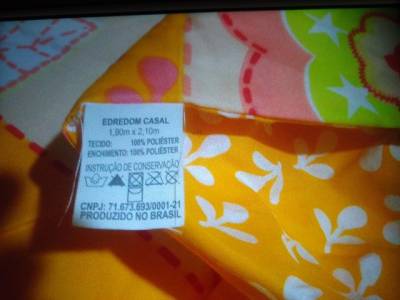 EDREDOM CASAL
1,90m x 2,10m
TECIDO: 100% POLIÉSTER
ENCHIMENTO: 100% POLIÉSTER
INSTRUÇÃO DE CONSERVAÇÃO
CNPJ: 71.673.693/0001-21
PRODUZIDO NO BRASIL